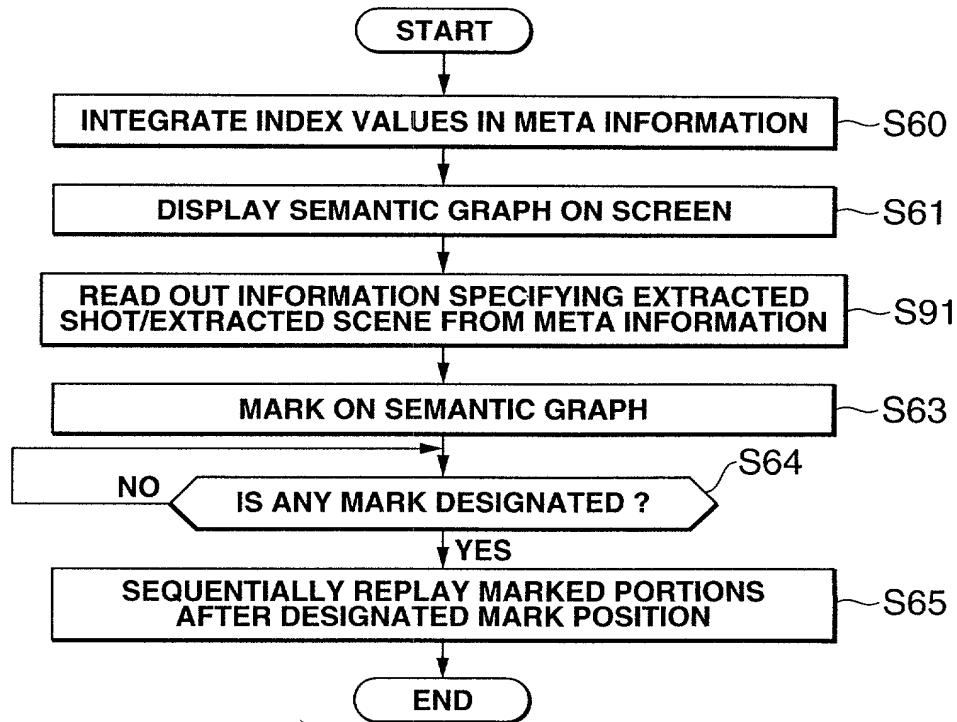 START
INTEGRATE INDEX VALUES IN META INFORMATION
S60
DISPLAY SEMANTIC GRAPH ON SCREEN
S61
READ OUT INFORMATION SPECIFYING EXTRACTED
SHOT/EXTRACTED SCENE FROM META INFORMATION
S91
MARK ON SEMANTIC GRAPH
S63
S64
NO
IS ANY MARK DESIGNATED ?
YES
SEQUENTIALLY REPLAY MARKED PORTIONS
AFTER DESIGNATED MARK POSITION
S65
END